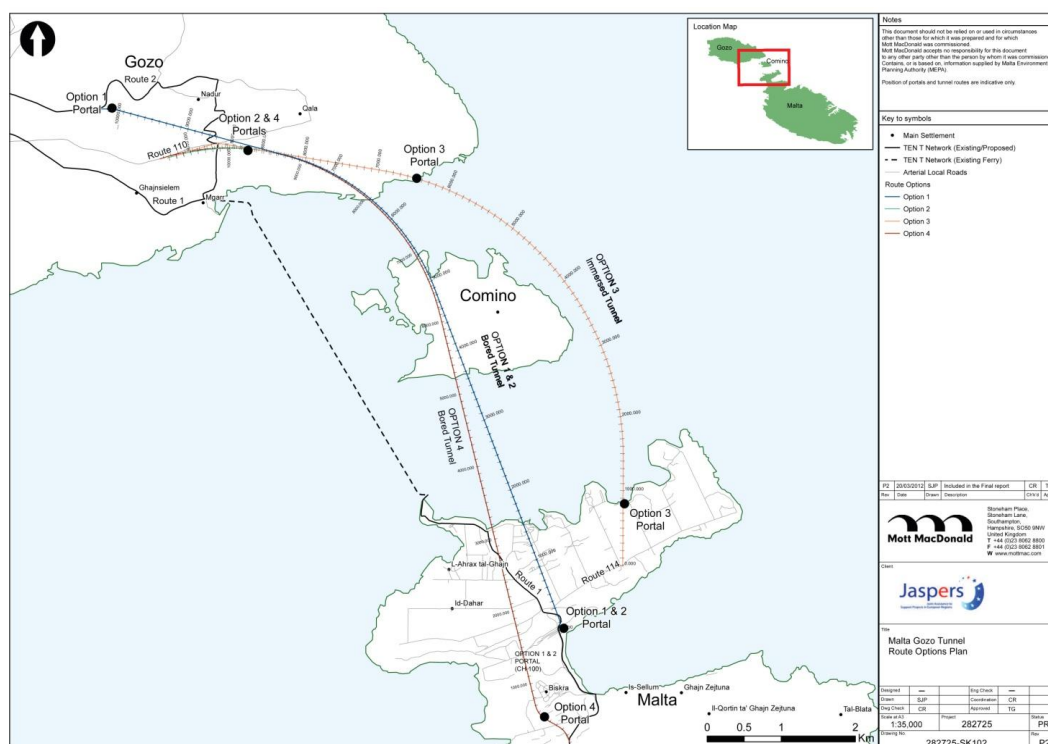 Gozo
Route 2
Option 1
Portal
Nadur
Qala
Option 2 & 4
Portals
Route 110
Option 3
Portal
Ghajnsielem
Route 1
Mgarr
Comino
OPTION 3
Immersed Tunnel
OPTION 1 & 2
Bored Tunnel
OPTION 4
Bored Tunnel
Option 3
Portal
L-Ahrax tal-Ghajn
Route 1
Route 114
Id-Dahar
Option 1 & 2
Portal
OPTION 1 & 2
PORTAL
(CH-100)
Biskra
Is-Sellum
Ghajn Zejtuna
Malta
Option 4
Portal
Il-Qortin ta' Ghajn Zejtuna
Tal-Blata
0 0.5 1 2
Km
Location Map
Gozo
Comino
Malta
Notes
This document should not be relied on or used in circumstances
other than those for which it was prepared and for which
Mott MacDonald was commissioned.
Mott MacDonald accepts no responsibility for this document
to any other party other than the person by whom it was commissioned
Contains, or is based on, information supplied by Malta Environment
Planning Authority (MEPA).
Position of portals and tunnel routes are indicative only.
Key to symbols
Main Settlement
TEN T Network (Existing/Proposed)
TEN T Network (Existing Ferry)
Arterial Local Roads
Route Options
Option 1
Option 2
Option 3
Option 4
P2 20/03/2012 SJP Included in the Final report CR T
Rev Date Drawn Description Ch'k'd Ap
Mott MacDonald
Stoneham Place,
Stoneham Lane,
Southampton,
Hampshire, SO50 9NW
United Kingdom
T +44 (0)23 8062 8800
F +44 (0)23 8062 8801
W www.mottmac.com
Client
Jaspers
Title
Malta Gozo Tunnel
Route Options Plan
Designed — Eng Check —
Drawn SJP Coordination CR
Dwg Check CR Approved TG
Scale at A3 Project Status
1:35,000 282725 PR
Drawing No. Rev
282725-SK102 P2